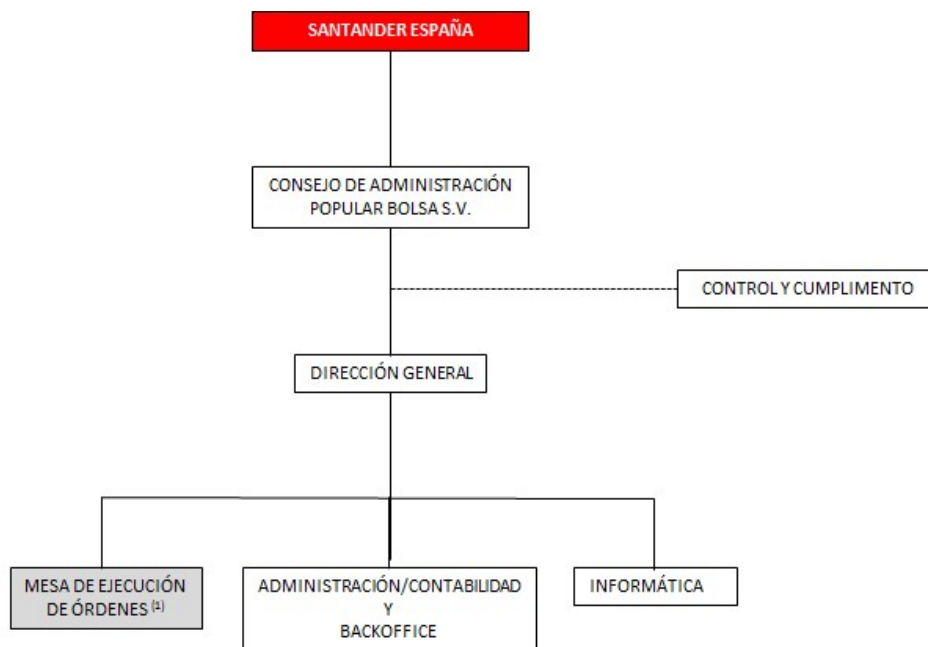 SANTANDER ESPAÑA
CONSEJO DE ADMINISTRACIÓN
POPULAR BOLSA S.V.
CONTROL Y CUMPLIMENTO
DIRECCIÓN GENERAL
MESA DE EJECUCIÓN
DE ÓRDENES (1)
ADMINISTRACIÓN/CONTABILIDAD
Y
BACKOFFICE
INFORMÁTICA